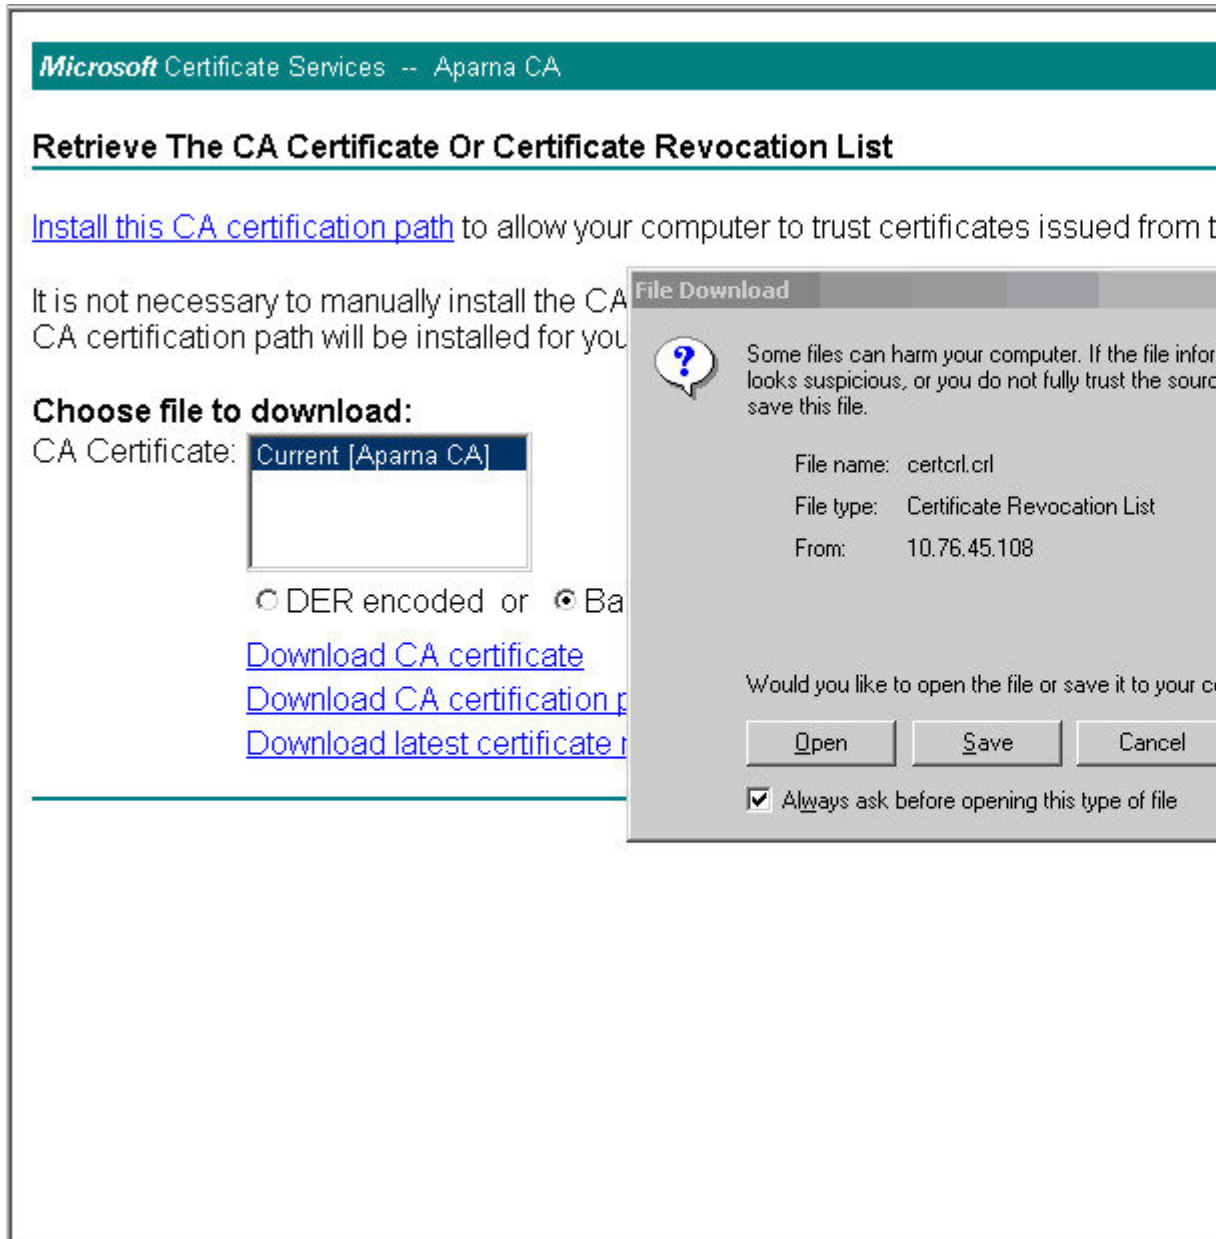 Microsoft Certificate Services -- Aparna CA
Retrieve The CA Certificate Or Certificate Revocation List
Install this CA certification path to allow your computer to trust certificates issued from t
It is not necessary to manually install the CA
CA certification path will be installed for you
Choose file to download:
CA Certificate:
Current [Aparna CA]
DER encoded or Ba
Download CA certificate
Download CA certification p
Download latest certificate r
File Download
Some files can harm your computer. If the file infor
looks suspicious, or you do not fully trust the sourc
save this file.
File name: certcrl.crl
File type: Certificate Revocation List
From: 10.76.45.108
Would you like to open the file or save it to your co
Open
Save
Cancel
Always ask before opening this type of file